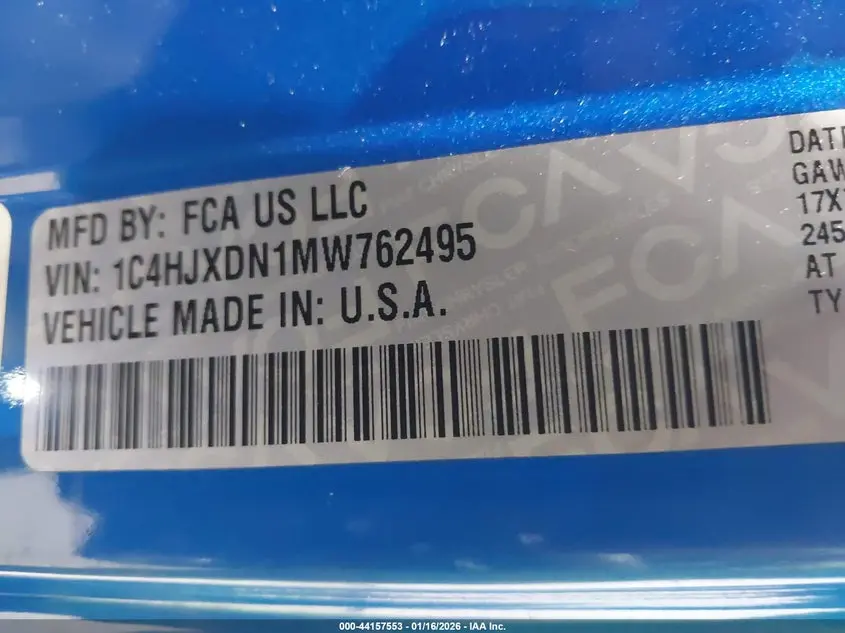 MFD BY: FCA US LLC
VIN: 1C4HJXDN1MW762495
VEHICLE MADE IN: U.S.A.
DATE
GAW
17X
245
AT
TY
000-44157553 - 01/16/2026 - IAA Inc.